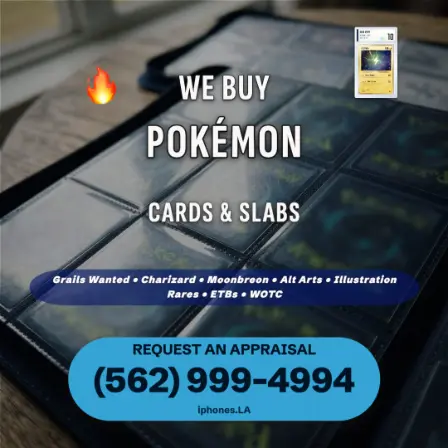 10
WE BUY
POKÉMON
CARDS & SLABS
Grails Wanted • Charizard • Moonbreon • Alt Arts • Illustration
Rares • ETBs • WOTC
REQUEST AN APPRAISAL
(562) 999-4994
iphones.LA